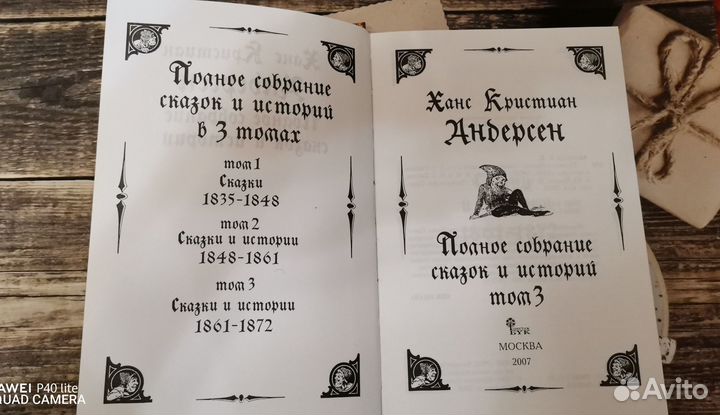 Полное собрание
сказок и историй
в 3 томах
том 1
Сказки
1835-1848
том 2
Сказки и истории
1848-1861
том 3
Сказки и истории
1861-1872
Ханс Кристиан
Андерсен
Полное собрание
сказок и историй
том 3
БУК
МОСКВА
2007
AWEI P40 lite
QUAD CAMERA
Avito